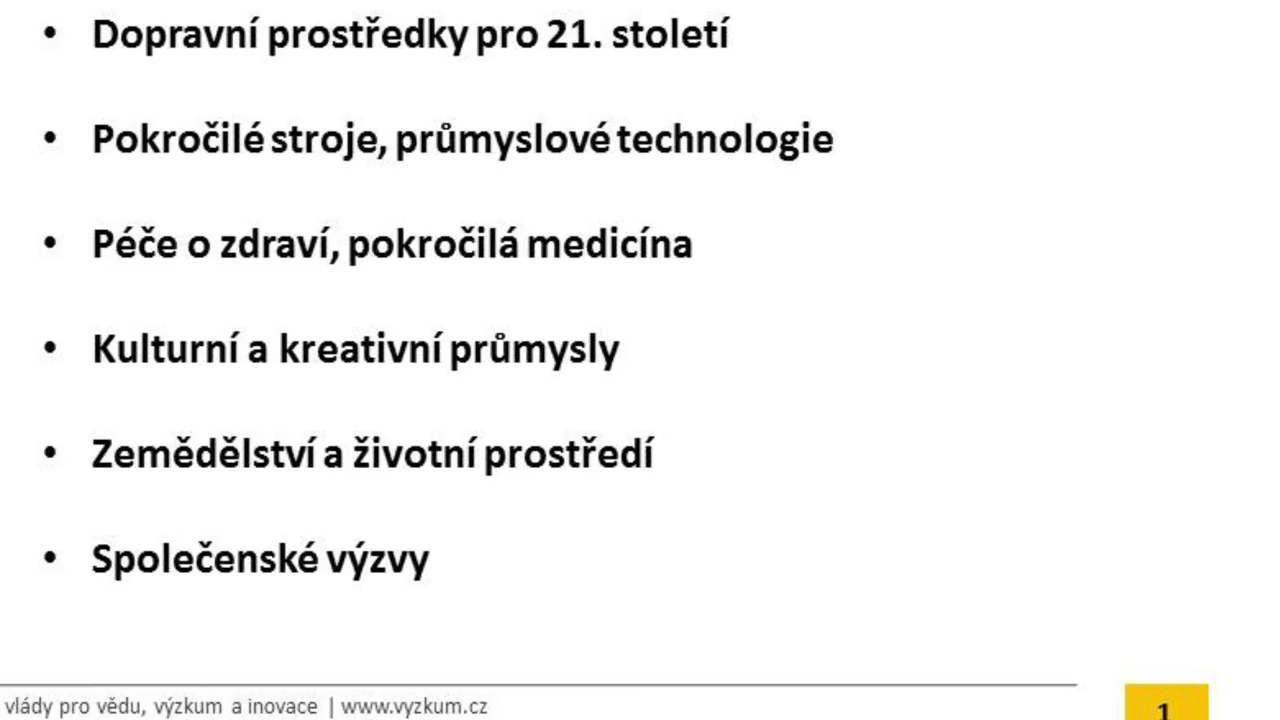 • Dopravní prostředky pro 21. století
• Pokročilé stroje, průmyslové technologie
• Péče o zdraví, pokročilá medicína
• Kulturní a kreativní průmysly
• Zemědělství a životní prostředí
• Společenské výzvy
vlády pro vědu, výzkum a inovace | www.vyzkum.cz
1